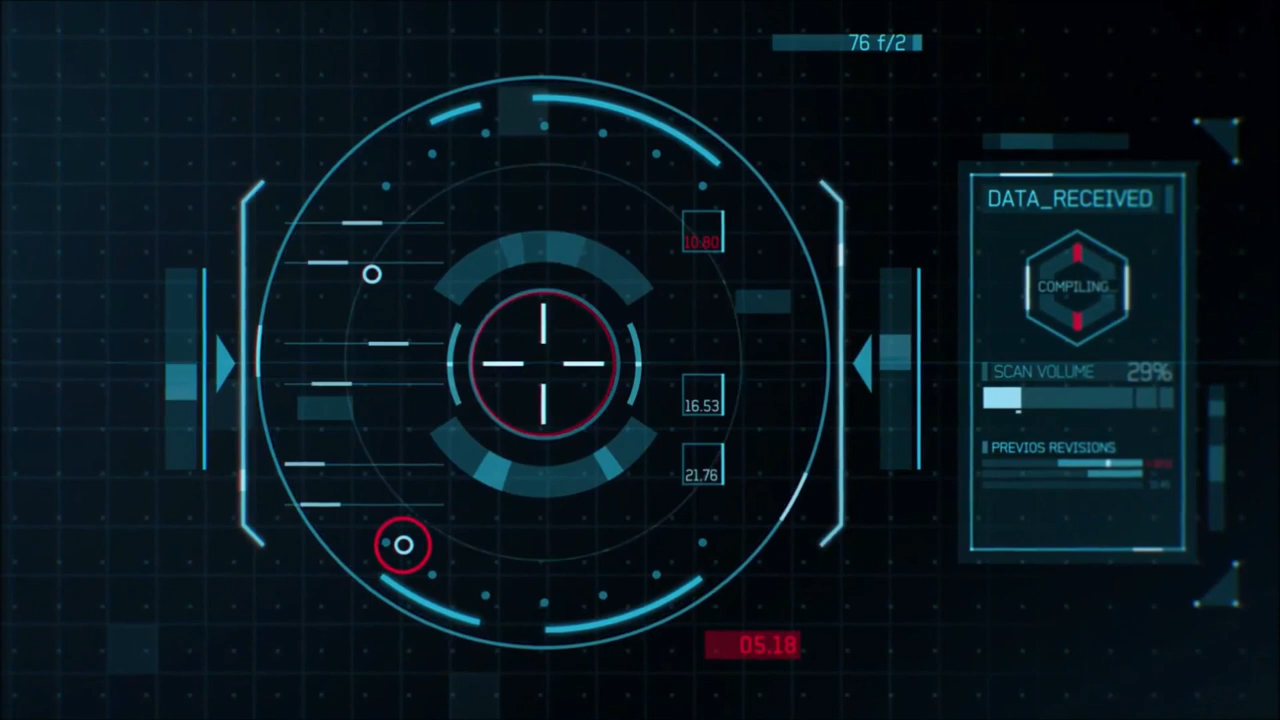 76 f/2
DATA_RECEIVED
10.80
COMPILING...
SCAN VOLUME 29%
16.53
PREVIOS REVISIONS
21.76
05.18